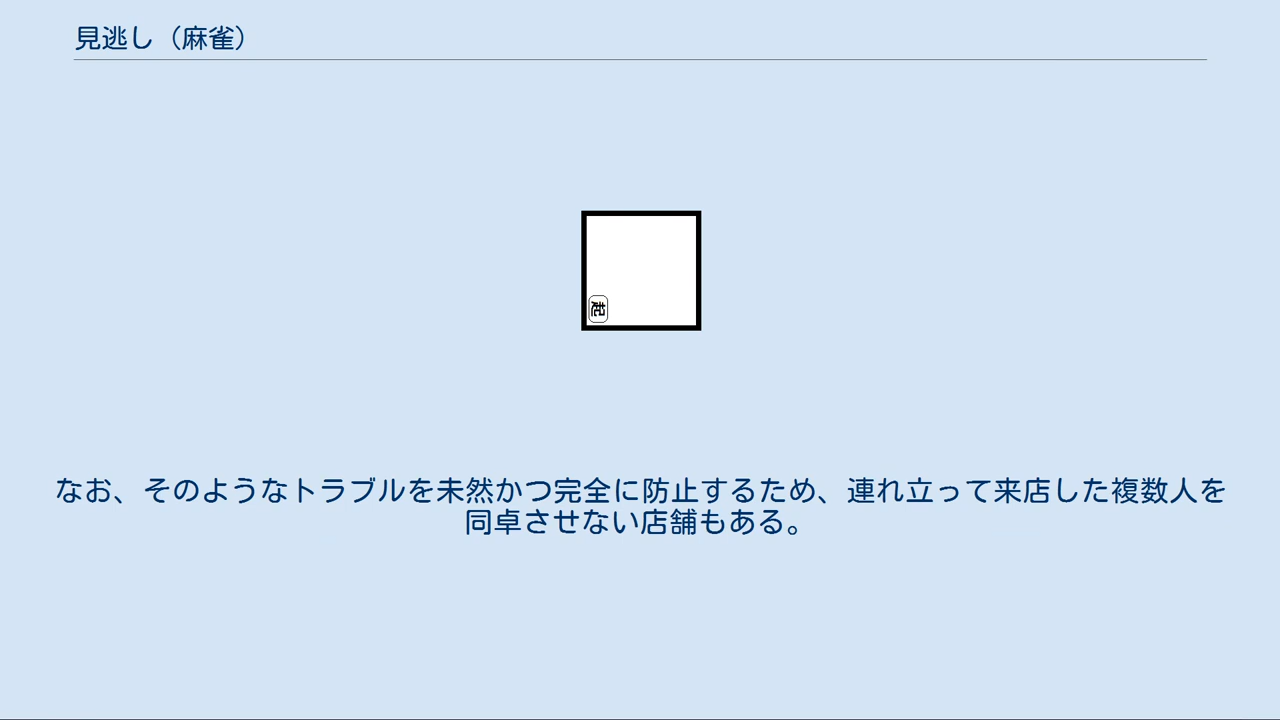 見逃し（麻雀）
起
なお、そのようなトラブルを未然かつ完全に防止するため、連れ立って来店した複数人を
同卓させない店舗もある。